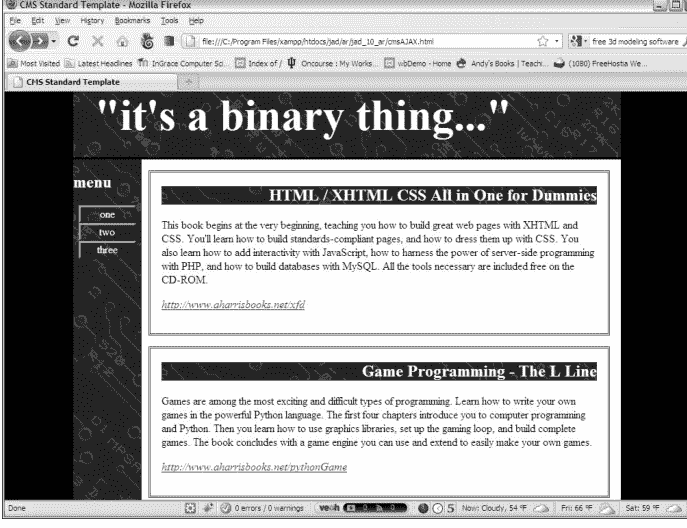 CMS Standard Template - Mozilla Firefox
File Edit View History Bookmarks Tools Help
file:///C:/Program Files/xampp/htdocs/jad/ar/jad_10_ar/cmsAJAX.html
free 3d modeling software
Most Visited Latest Headlines InGrace Computer Sci... Index of / Oncourse : My Works... wbDemo - Home Andy's Books | Teach... (1080) FreeHostia We...
CMS Standard Template
"it's a binary thing..."
menu
one
two
three
HTML / XHTML CSS All in One for Dummies
This book begins at the very beginning, teaching you how to build great web pages with XHTML and
CSS. You'll learn how to build standards-compliant pages, and how to dress them up with CSS. You
also learn how to add interactivity with JavaScript, how to harness the power of server-side programming
with PHP, and how to build databases with MySQL. All the tools necessary are included free on the
CD-ROM.
http://www.aharrisbooks.net/xfd
Game Programming - The L Line
Games are among the most exciting and difficult types of programming. Learn how to write your own
games in the powerful Python language. The first four chapters introduce you to computer programming
and Python. Then you learn how to use graphics libraries, set up the gaming loop, and build complete
games. The book concludes with a game engine you can use and extend to easily make your own games.
http://www.aharrisbooks.net/pythonGame
Done 0 errors / 0 warnings veoh 0 0 5 Now: Cloudy, 54 °F Fri: 66 °F Sat: 59 °F